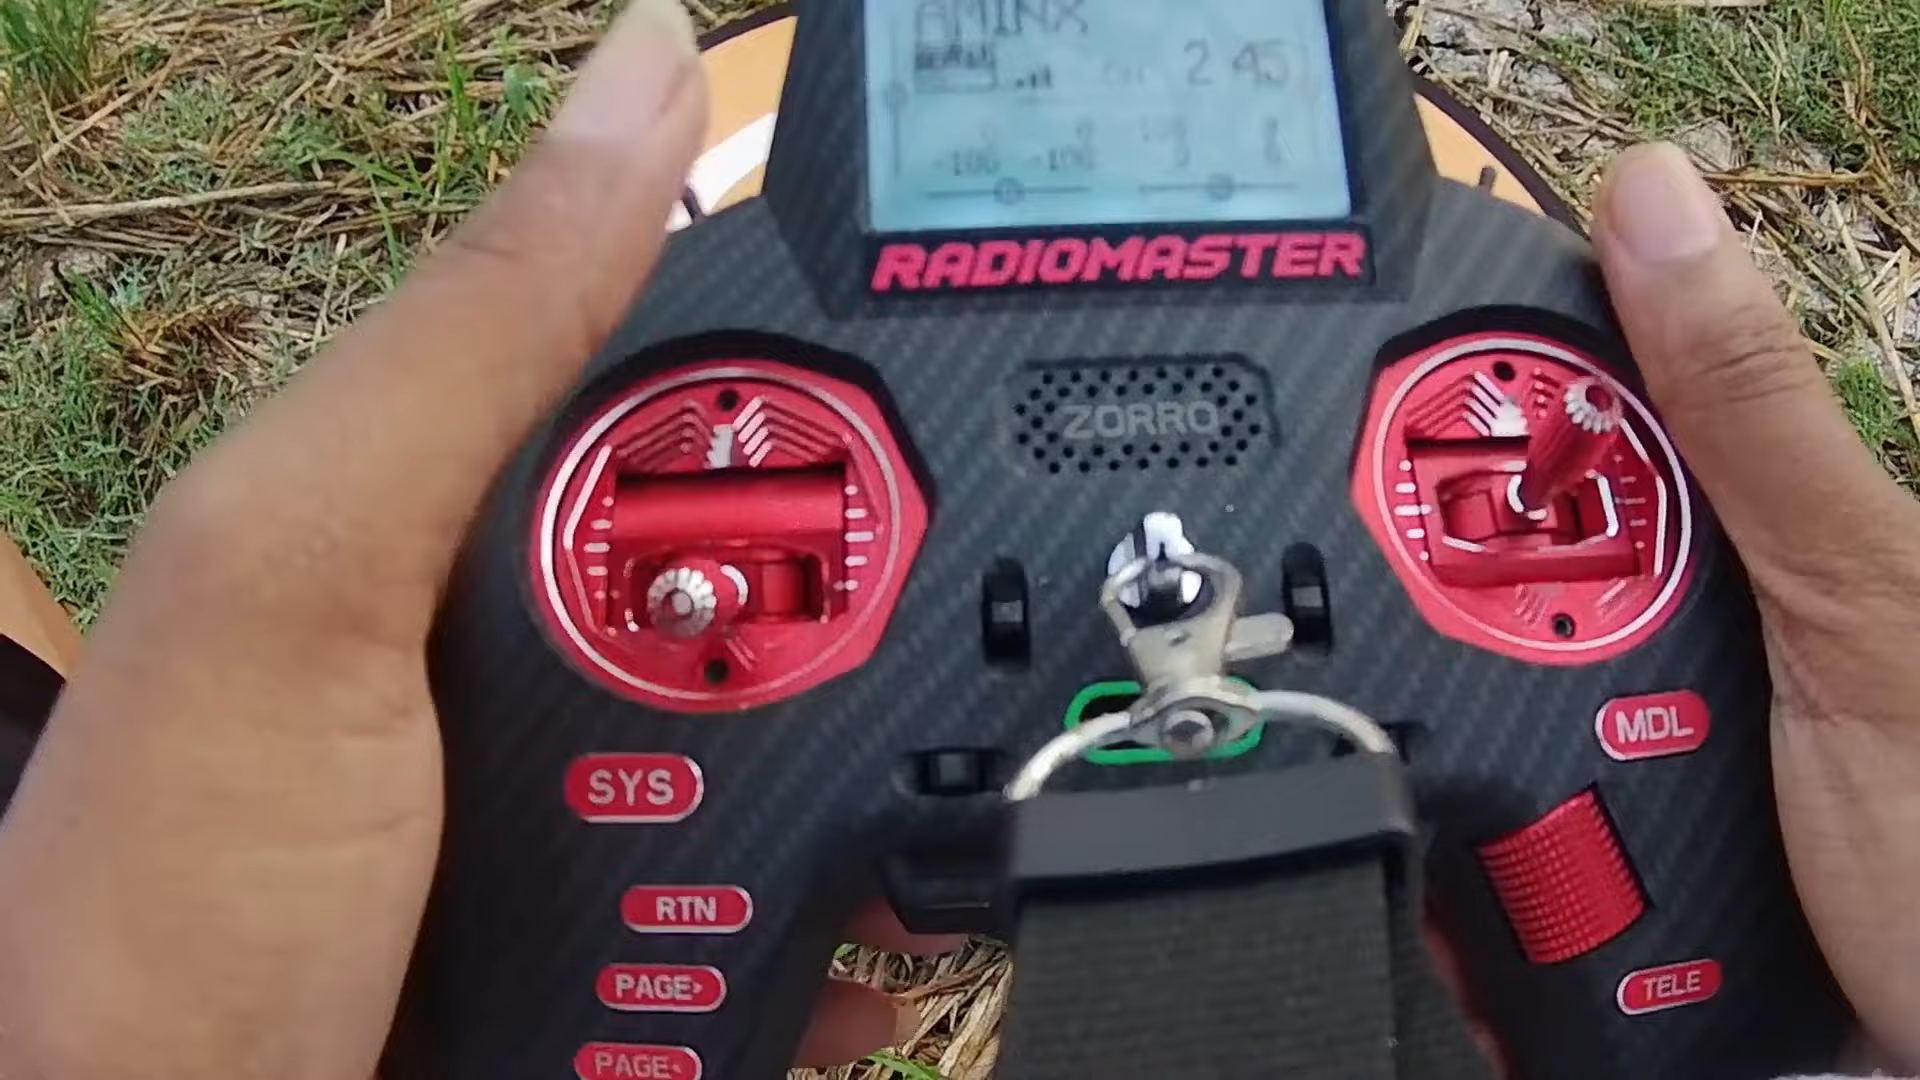 AMINX
2 45
-100 -100
RADIOMASTER
ZORRO
MDL
SYS
RTN
PAGE>
TELE
PAGE<